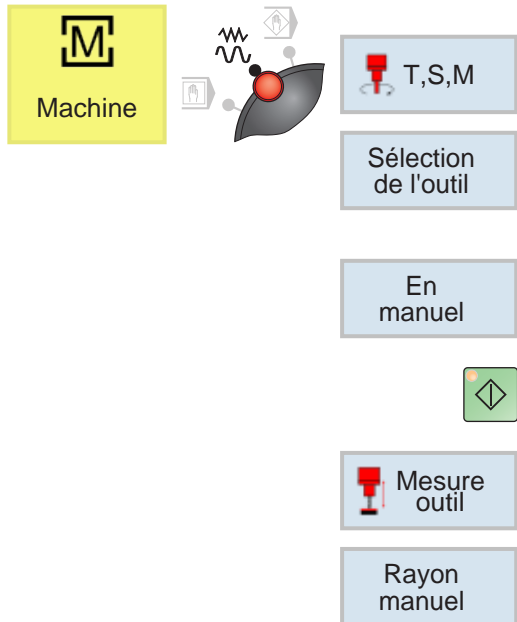 M
Machine
T,S,M
Sélection
de l'outil
En
manuel
Mesure
outil
Rayon
manuel